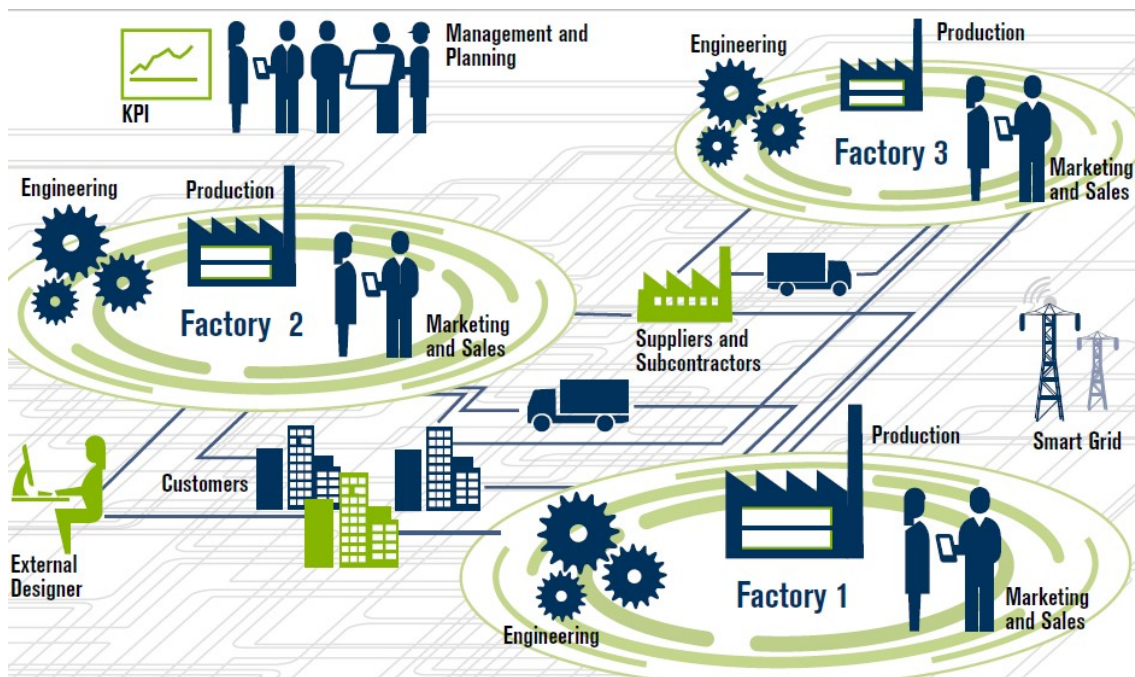 Management and
Planning
KPI
Engineering
Production
Factory 3
Marketing
and Sales
Engineering
Production
Factory 2
Marketing
and Sales
Suppliers and
Subcontractors
Smart Grid
Customers
External
Designer
Production
Factory 1
Engineering
Marketing
and Sales